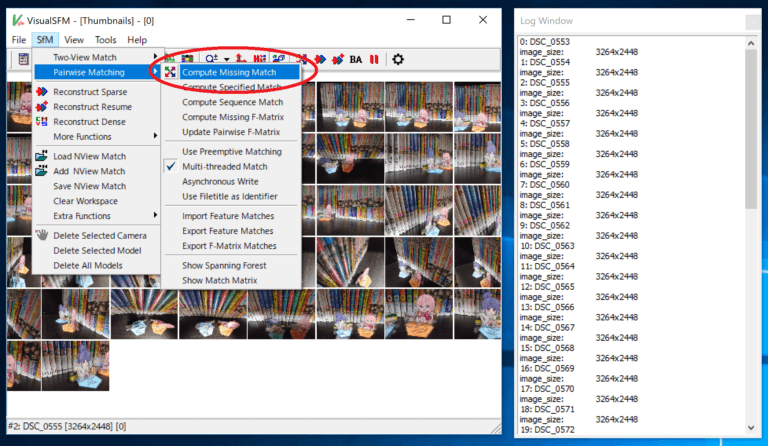 VisualSFM - [Thumbnails] - [0]
File SfM View Tools Help
BA
Two-View Match
Pairwise Matching
Reconstruct Sparse
Reconstruct Resume
Reconstruct Dense
More Functions
Load NView Match
Add NView Match
Save NView Match
Clear Workspace
Extra Functions
Delete Selected Camera
Delete Selected Model
Delete All Models
Compute Missing Match
Compute Specified Match
Compute Sequence Match
Compute Missing F-Matrix
Update Pairwise F-Matrix
Use Preemptive Matching
Multi-threaded Match
Asynchronous Write
Use Filetitle as Identifier
Import Feature Matches
Export Feature Matches
Export F-Matrix Matches
Show Spanning Forest
Show Match Matrix
#2: DSC_0555 [3264x2448] [0]
Log Window
0: DSC_0553
image_size: 3264x2448
1: DSC_0554
image_size: 3264x2448
2: DSC_0555
image_size: 3264x2448
3: DSC_0556
image_size: 3264x2448
4: DSC_0557
image_size: 3264x2448
5: DSC_0558
image_size: 3264x2448
6: DSC_0559
image_size: 3264x2448
7: DSC_0560
image_size: 3264x2448
8: DSC_0561
image_size: 3264x2448
9: DSC_0562
image_size: 3264x2448
10: DSC_0563
image_size: 3264x2448
11: DSC_0564
image_size: 3264x2448
12: DSC_0565
image_size: 3264x2448
13: DSC_0566
image_size: 3264x2448
14: DSC_0567
image_size: 3264x2448
15: DSC_0568
image_size: 3264x2448
16: DSC_0569
image_size: 3264x2448
17: DSC_0570
image_size: 3264x2448
18: DSC_0571
image_size: 3264x2448
19: DSC_0572